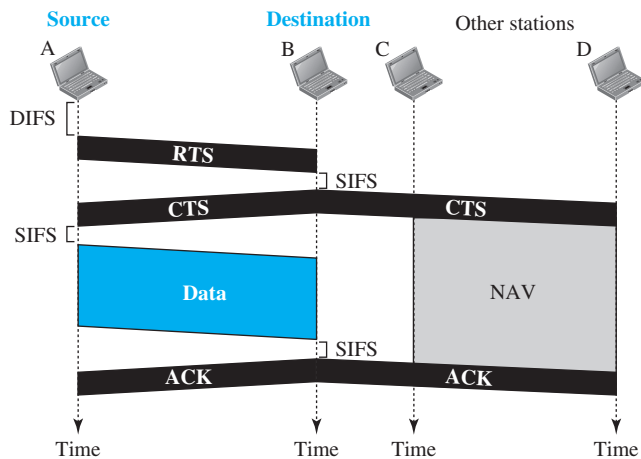 Source
Destination
Other stations
A
B
C
D
DIFS
RTS
SIFS
CTS
CTS
SIFS
Data
NAV
SIFS
ACK
ACK
Time
Time
Time
Time